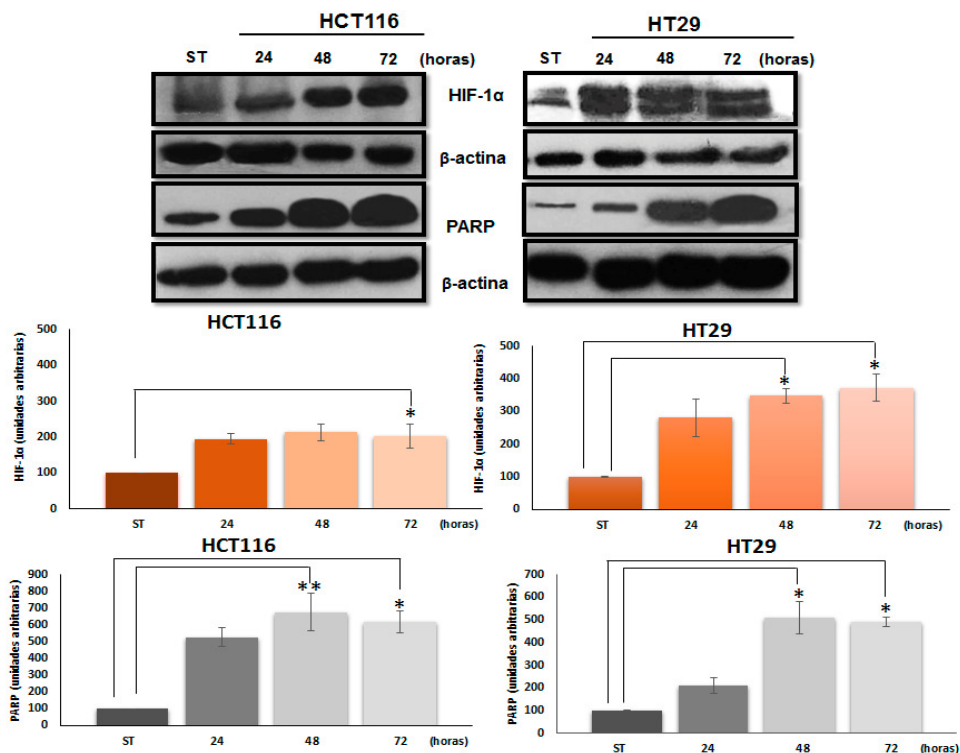 HCT116
HT29
ST 24 48 72 (horas)
ST 24 48 72 (horas)
HIF-1α
β-actina
PARP
β-actina
HCT116
HIF-1α (unidades arbitrarias)
500
400
300
200
100
0
*
ST 24 48 72 (horas)
HT29
HIF-1α (unidades arbitrarias)
500
400
300
200
100
0
* *
ST 24 48 72 (horas)
HCT116
PARP (unidades arbitrarias)
900
800
700
600
500
400
300
200
100
0
** *
ST 24 48 72 (horas)
HT29
PARP (unidades arbitrarias)
700
600
500
400
300
200
100
0
* *
ST 24 48 72 (horas)